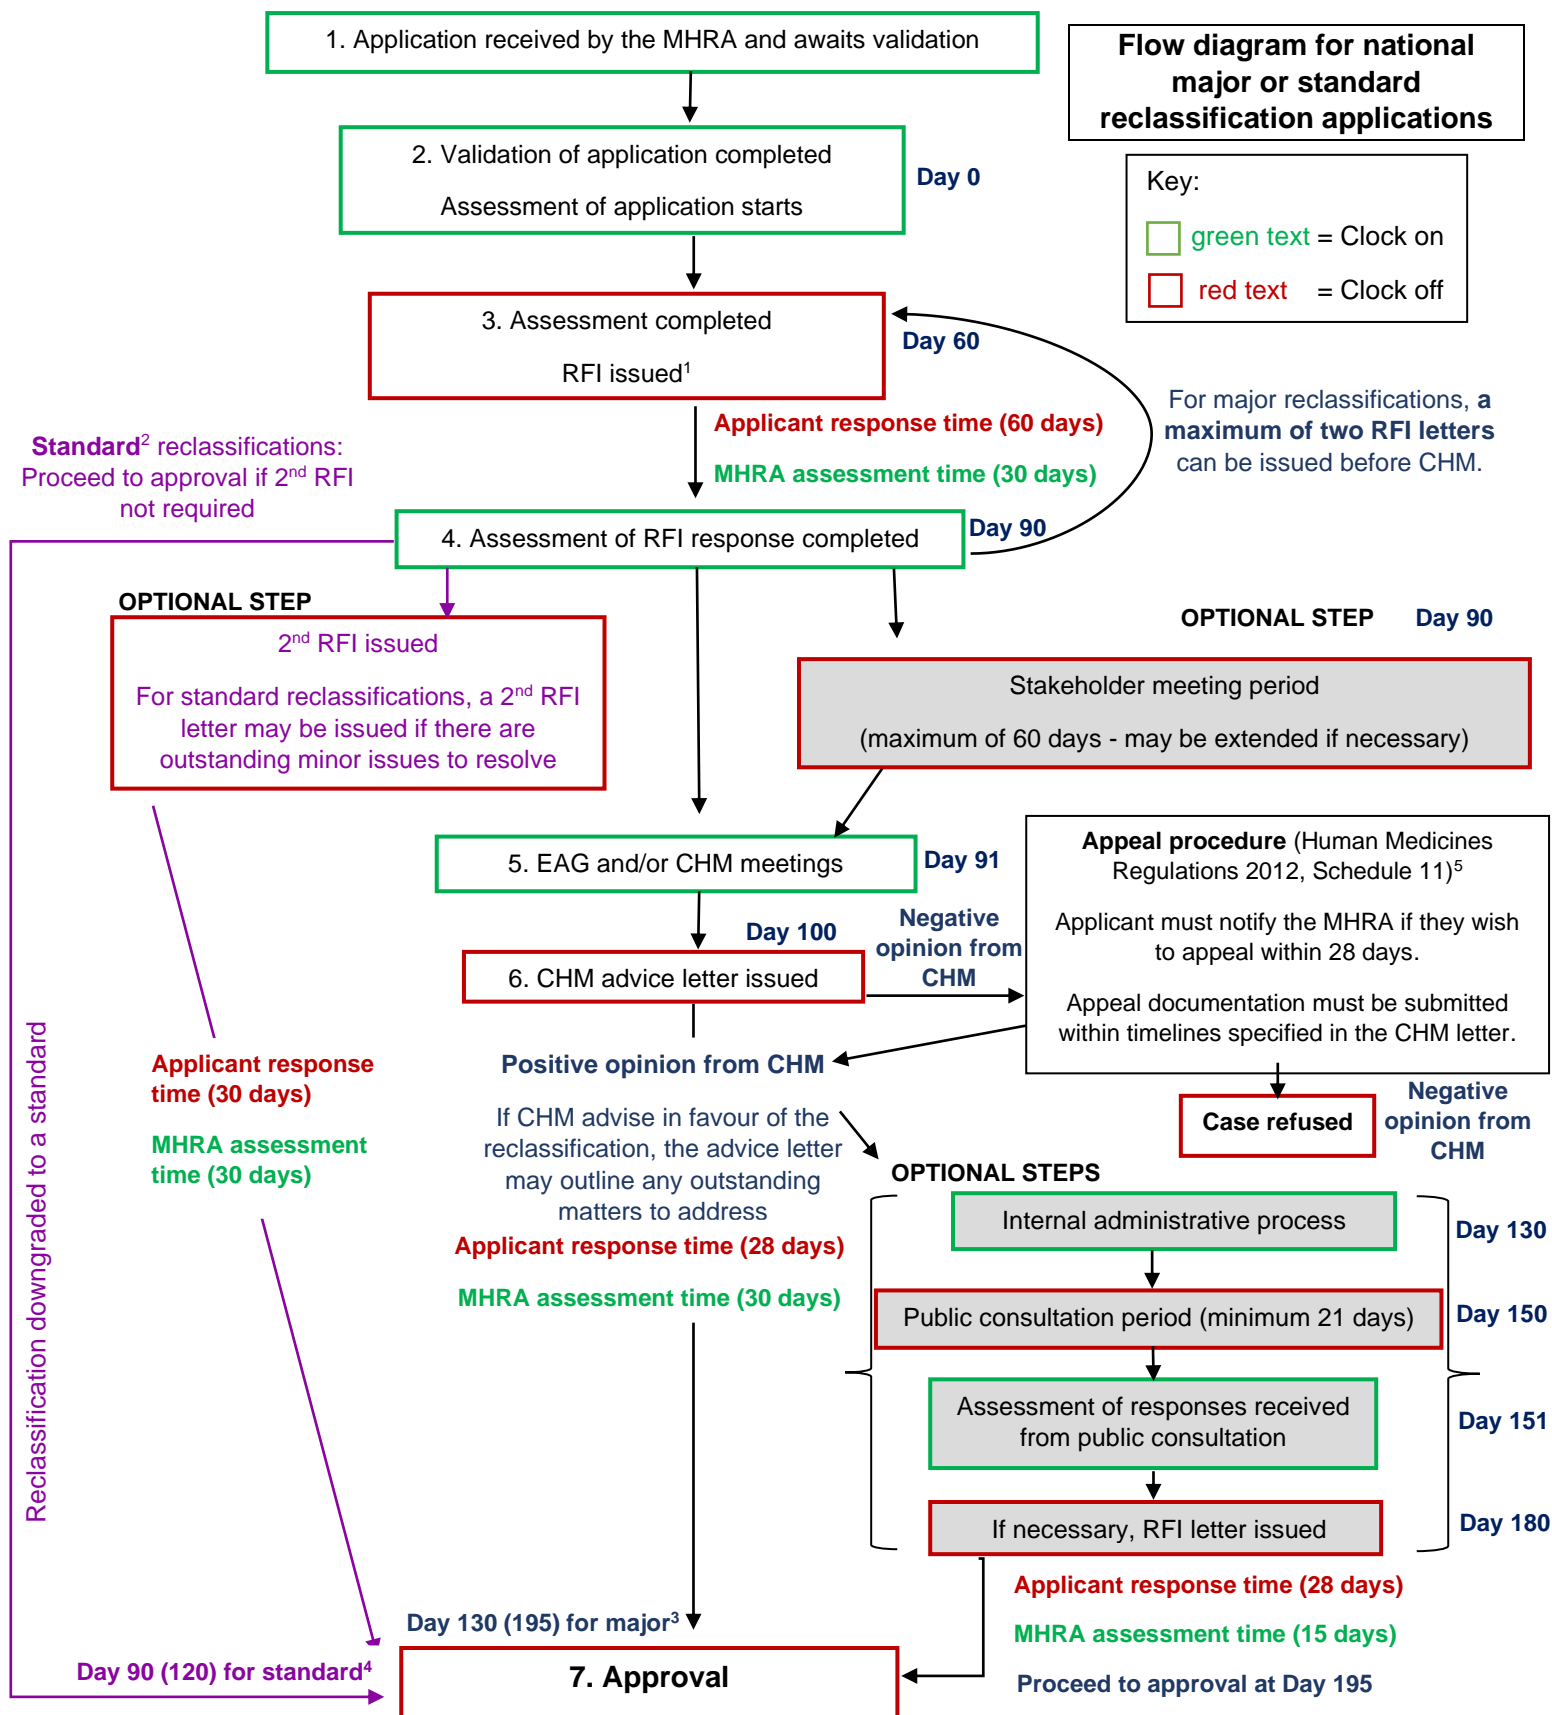 1. Application received by the MHRA and awaits validation
Flow diagram for national
major or standard
reclassification applications
2. Validation of application completed
Assessment of application starts
Day 0
Key:
green text = Clock on
red text = Clock off
3. Assessment completed
RFI issued1
Day 60
Applicant response time (60 days)
MHRA assessment time (30 days)
For major reclassifications, a
maximum of two RFI letters
can be issued before CHM.
Standard2 reclassifications:
Proceed to approval if 2nd RFI
not required
4. Assessment of RFI response completed
Day 90
OPTIONAL STEP
2nd RFI issued
For standard reclassifications, a 2nd RFI
letter may be issued if there are
outstanding minor issues to resolve
OPTIONAL STEP Day 90
Stakeholder meeting period
(maximum of 60 days - may be extended if necessary)
5. EAG and/or CHM meetings
Day 91
Appeal procedure (Human Medicines
Regulations 2012, Schedule 11)5
Applicant must notify the MHRA if they wish
to appeal within 28 days.
Appeal documentation must be submitted
within timelines specified in the CHM letter.
Day 100
Negative
opinion from
CHM
6. CHM advice letter issued
Reclassification downgraded to a standard
Applicant response
time (30 days)
MHRA assessment
time (30 days)
Positive opinion from CHM
If CHM advise in favour of the
reclassification, the advice letter
may outline any outstanding
matters to address
Applicant response time (28 days)
MHRA assessment time (30 days)
Case refused
Negative
opinion from
CHM
OPTIONAL STEPS
Internal administrative process
Day 130
Public consultation period (minimum 21 days)
Day 150
Assessment of responses received
from public consultation
Day 151
If necessary, RFI letter issued
Day 180
Applicant response time (28 days)
MHRA assessment time (15 days)
Proceed to approval at Day 195
Day 130 (195) for major3
Day 90 (120) for standard4
7. Approval